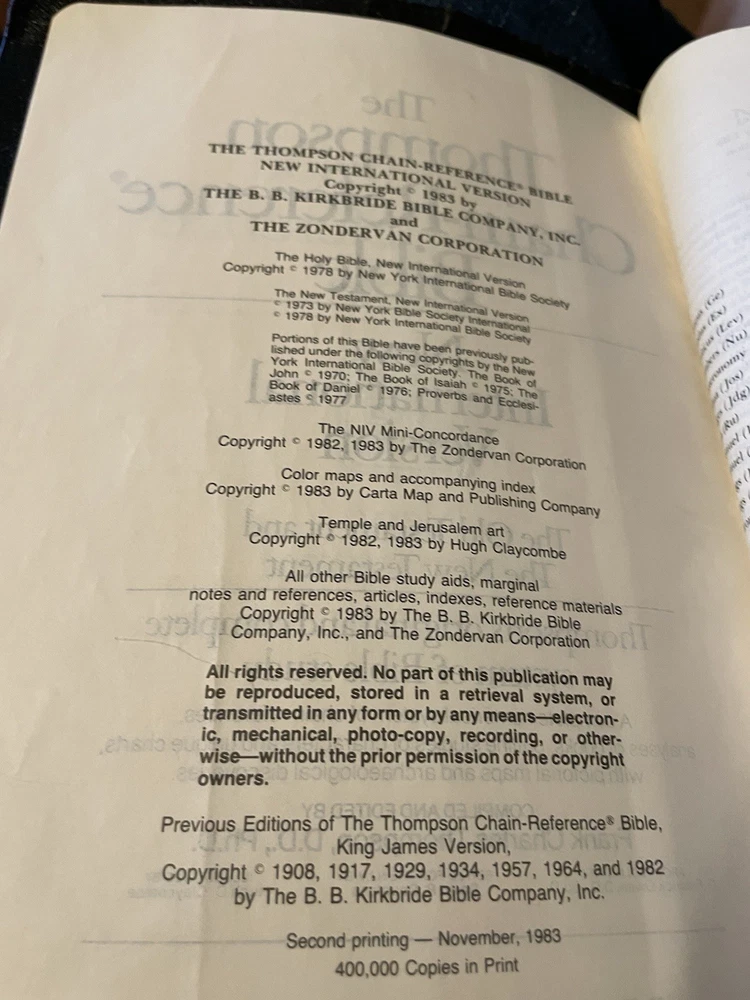 THE THOMPSON CHAIN-REFERENCE® BIBLE
NEW INTERNATIONAL VERSION
Copyright © 1983 by
THE B. B. KIRKBRIDE BIBLE COMPANY, INC.
and
THE ZONDERVAN CORPORATION
The Holy Bible, New International Version
Copyright © 1978 by New York International Bible Society
The New Testament, New International Version
© 1973 by New York Bible Society International
© 1978 by New York International Bible Society
Portions of this Bible have been previously pub-
lished under the following copyrights by the New
York International Bible Society. The Book of
John © 1970; The Book of Isaiah © 1975; The
Book of Daniel © 1976; Proverbs and Ecclesi-
astes © 1977
The NIV Mini-Concordance
Copyright © 1982, 1983 by The Zondervan Corporation
Color maps and accompanying index
Copyright © 1983 by Carta Map and Publishing Company
Temple and Jerusalem art
Copyright © 1982, 1983 by Hugh Claycombe
All other Bible study aids, marginal
notes and references, articles, indexes, reference materials
Copyright © 1983 by The B. B. Kirkbride Bible
Company, Inc., and The Zondervan Corporation
All rights reserved. No part of this publication may
be reproduced, stored in a retrieval system, or
transmitted in any form or by any means—electron-
ic, mechanical, photo-copy, recording, or other-
wise—without the prior permission of the copyright
owners.
Previous Editions of The Thompson Chain-Reference® Bible,
King James Version,
Copyright © 1908, 1917, 1929, 1934, 1957, 1964, and 1982
by The B. B. Kirkbride Bible Company, Inc.
Second printing — November, 1983
400,000 Copies in Print
(Ge)
(Ex)
(Lev)
(Nu)
(Jos)
(Jdg)
(Ru)